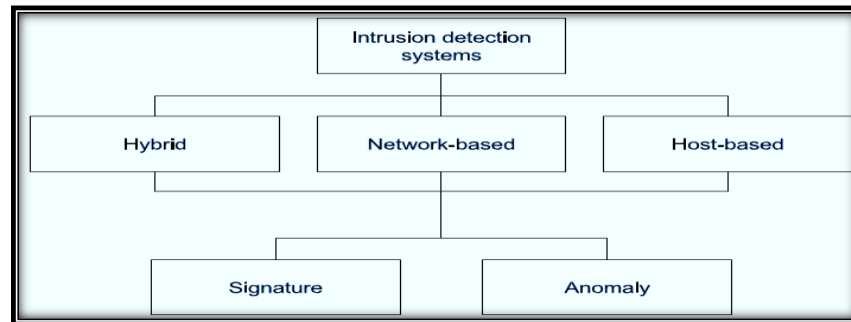 Intrusion detection
systems
Hybrid
Network-based
Host-based
Signature
Anomaly